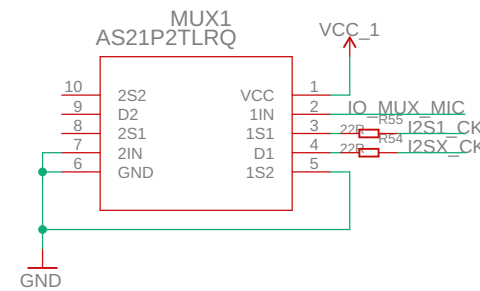 MUX1
AS21P2TLRQ
VCC_1
10 2S2 VCC 1
9 D2 1IN 2 IO_MUX_MIC
8 2S1 1S1 3 22R R55 I2S1_CK
7 2IN D1 4 22R R54 I2SX_CK
6 GND 1S2 5
GND